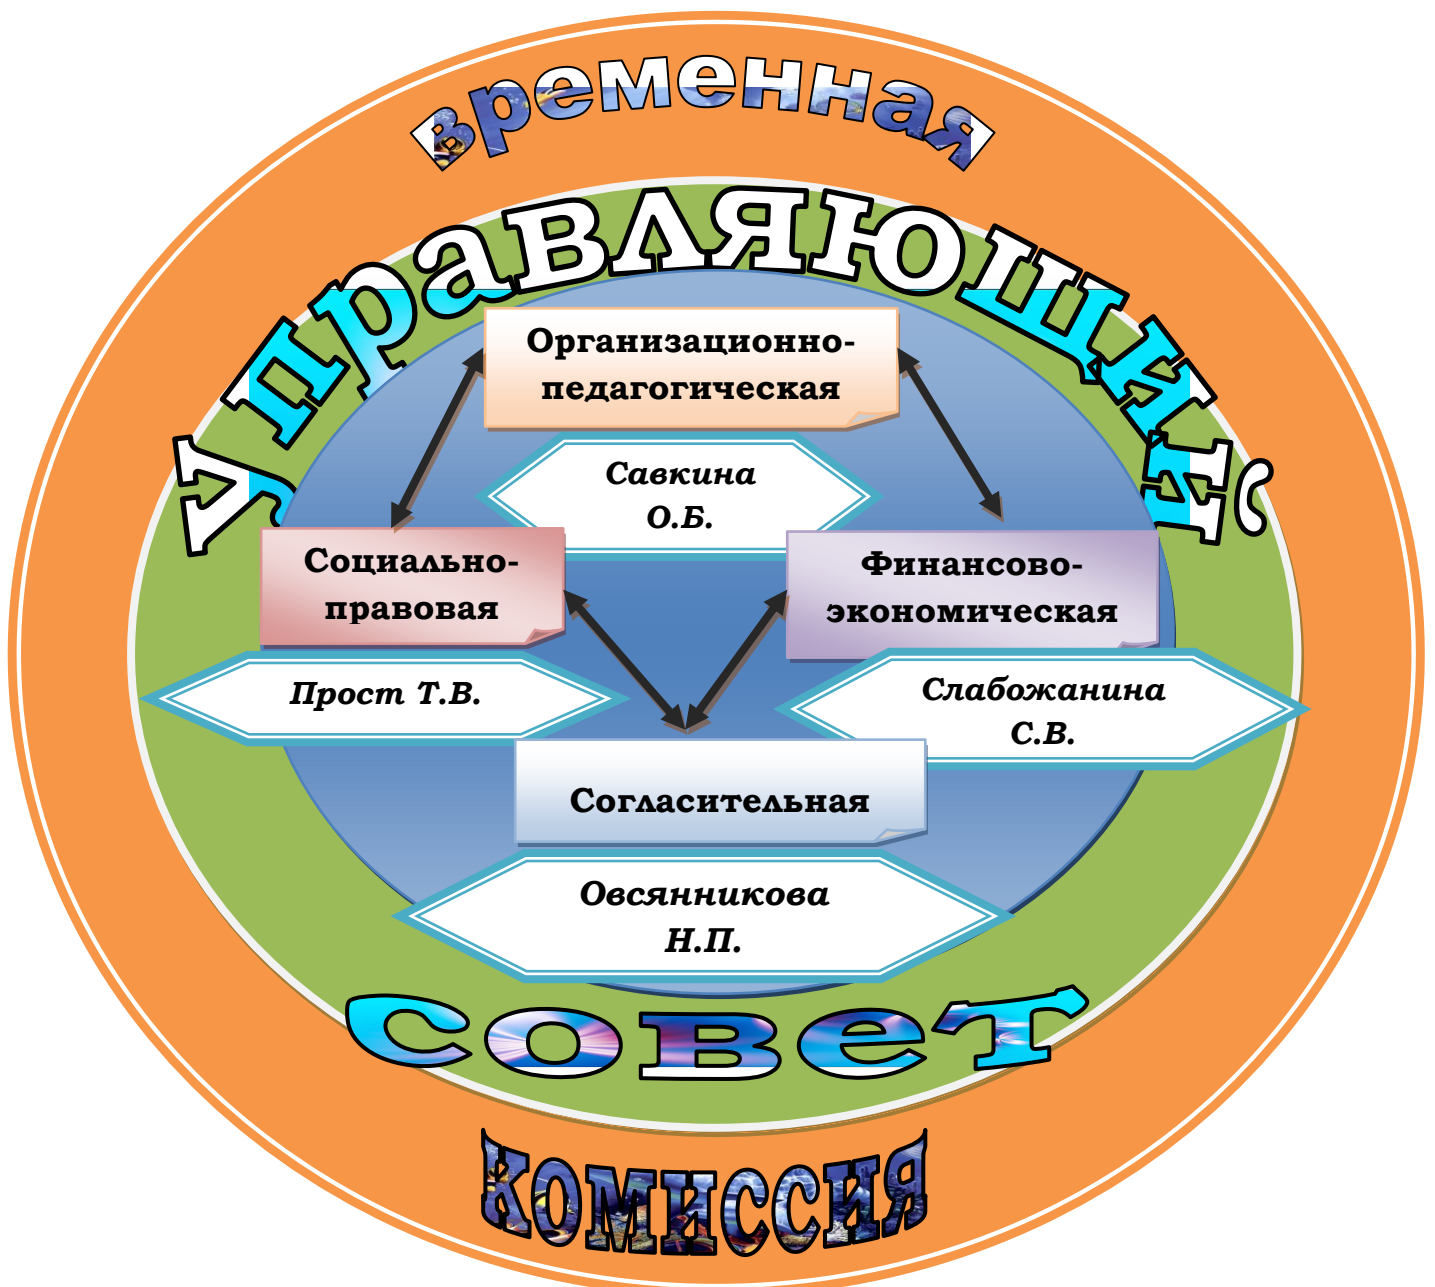 временная
Управляющий
Организационно-
педагогическая
Савкина
О.Б.
Социально-
правовая
Финансово-
экономическая
Прост Т.В.
Слабожанина
С.В.
Согласительная
Овсянникова
Н.П.
совет
комиссия